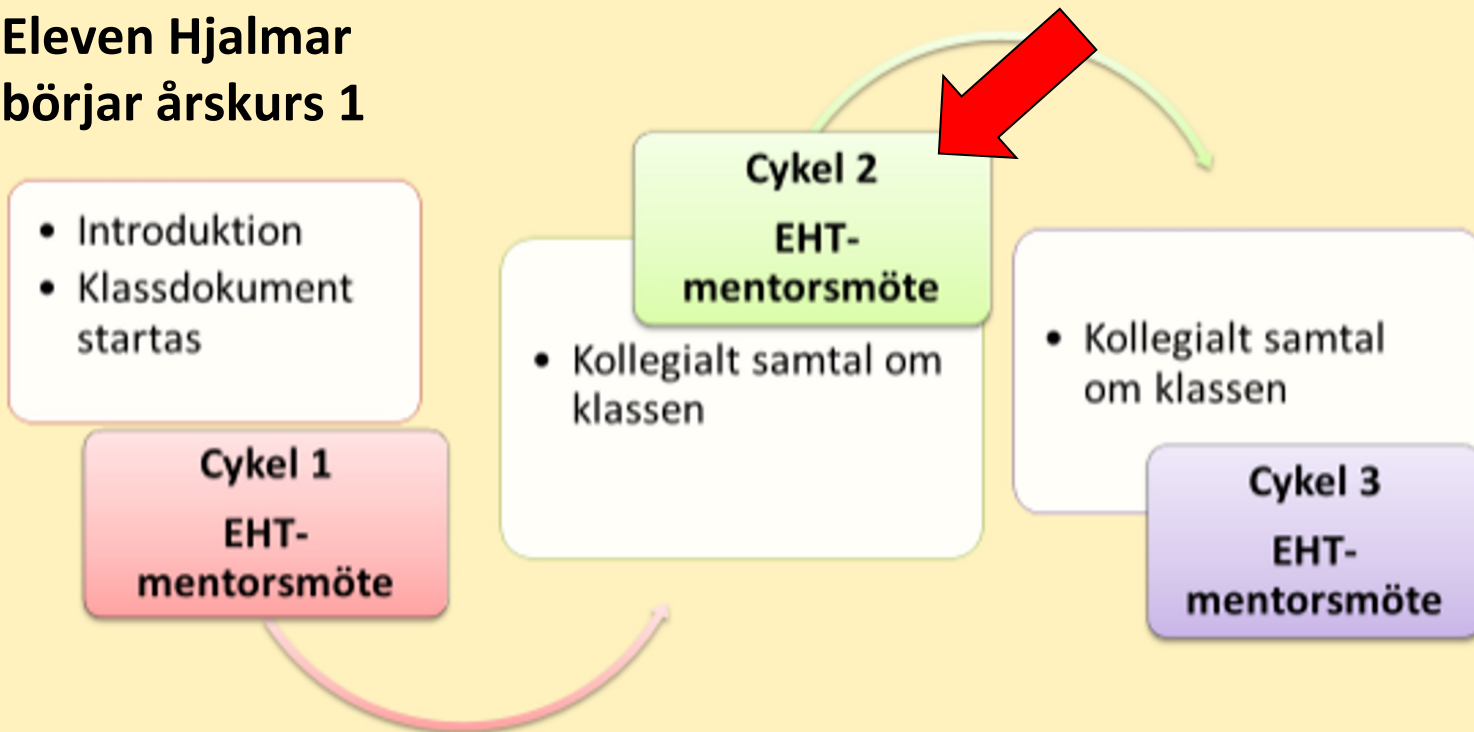 Eleven Hjalmar
börjar årskurs 1
• Introduktion
• Klassdokument
startas
Cykel 1
EHT-
mentorsmöte
Cykel 2
EHT-
mentorsmöte
• Kollegialt samtal om
klassen
• Kollegialt samtal
om klassen
Cykel 3
EHT-
mentorsmöte